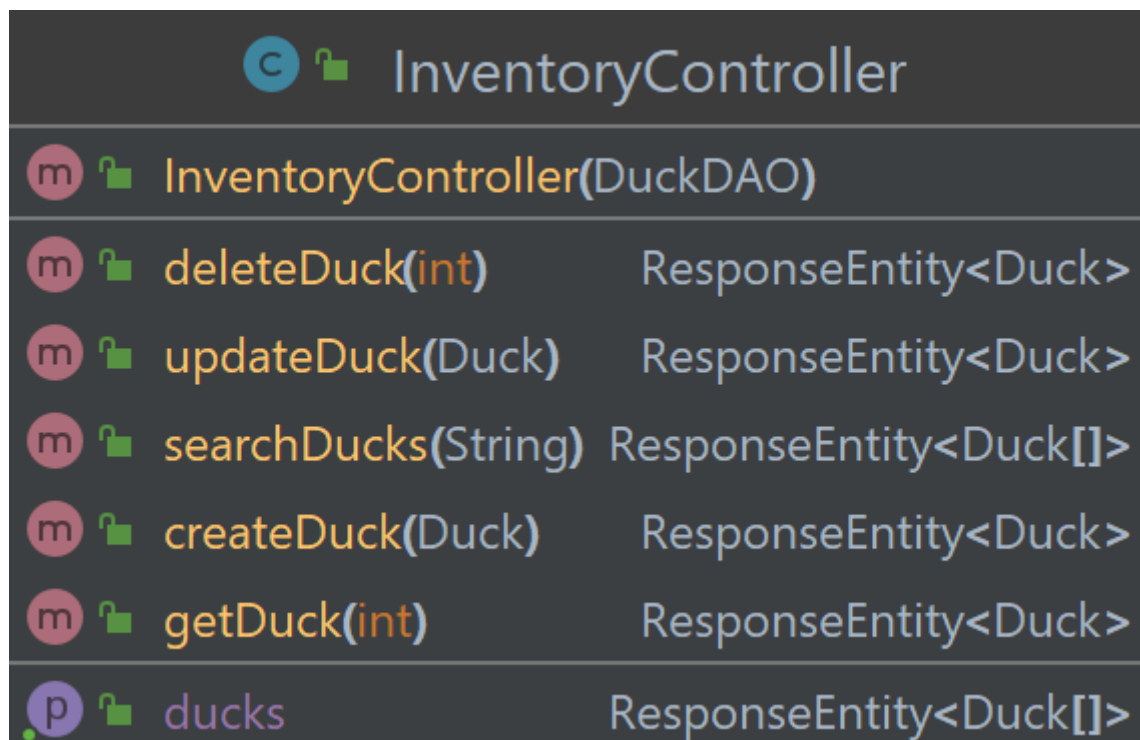 C InventoryController
m InventoryController(DuckDAO)
m deleteDuck(int) ResponseEntity<Duck>
m updateDuck(Duck) ResponseEntity<Duck>
m searchDucks(String) ResponseEntity<Duck[]>
m createDuck(Duck) ResponseEntity<Duck>
m getDuck(int) ResponseEntity<Duck>
p ducks ResponseEntity<Duck[]>